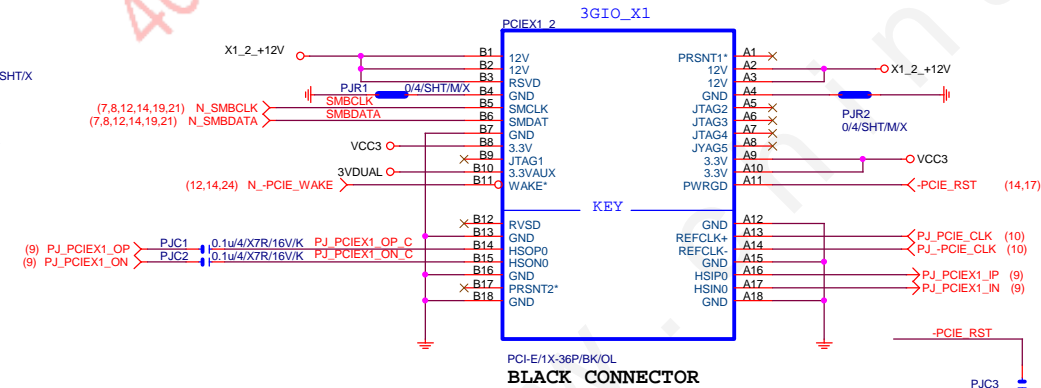 3GIO_X1
PCIEX1_2
SHT/X
X1_2_+12V
B1 12V
B2 12V
B3 RSVD
PJR1 0/4/SHT/M/X B4 GND
(7,8,12,14,19,21) N_SMBCLK SMBCLK B5 SMCLK
(7,8,12,14,19,21) N_SMBDATA SMBDATA B6 SMDAT
B7 GND
VCC3 B8 3.3V
B9 JTAG1
3VDUAL B10 3.3VAUX
(12,14,24) N_-PCIE_WAKE B11 WAKE*
KEY
B12 RVSD
B13 GND
(9) PJ_PCIEX1_OP PJC1 0.1u/4/X7R/16V/K PJ_PCIEX1_OP_C B14 HSOP0
(9) PJ_PCIEX1_ON PJC2 0.1u/4/X7R/16V/K PJ_PCIEX1_ON_C B15 HSON0
B16 GND
B17 PRSNT2*
B18 GND
PRSNT1* A1
12V A2 X1_2_+12V
12V A3
GND A4
PJR2
0/4/SHT/M/X
JTAG2 A5
JTAG3 A6
JTAG4 A7
JYAG5 A8
3.3V A9 VCC3
3.3V A10
PWRGD A11 -PCIE_RST (14,17)
GND A12
REFCLK+ A13 PJ_PCIE_CLK (10)
REFCLK- A14 PJ_-PCIE_CLK (10)
GND A15
HSIP0 A16 PJ_PCIEX1_IP (9)
HSIN0 A17 PJ_PCIEX1_IN (9)
GND A18
PCI-E/1X-36P/BK/OL
BLACK CONNECTOR
-PCIE_RST
PJC3